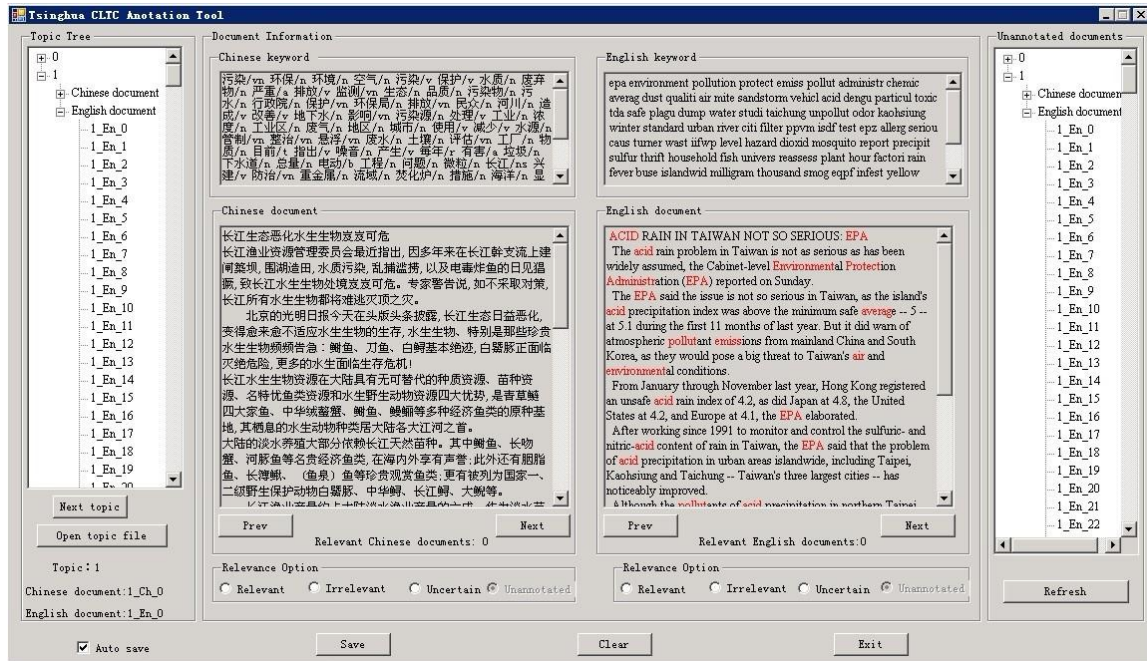 Tsinghua CLTC Anotation Tool
Topic Tree
0
1
Chinese document
English document
1_En_0
1_En_1
1_En_2
1_En_3
1_En_4
1_En_5
1_En_6
1_En_7
1_En_8
1_En_9
1_En_10
1_En_11
1_En_12
1_En_13
1_En_14
1_En_15
1_En_16
1_En_17
1_En_18
1_En_19
1_En_20
Next topic
Open topic file
Topic：1
Chinese document:1_Ch_0
English document:1_En_0
Auto save
Document Information
Chinese keyword
污染/vn 环保/n 环境/n 空气/n 污染/v 保护/v 水质/n 废弃
物/n 严重/a 排放/v 监测/vn 生态/n 品质/n 污染物/n 污
水/n 行政院/n 保护/vn 环保局/n 排放/vn 民众/n 河川/n 造
成/v 改善/v 地下水/n 影响/vn 污染源/n 处理/v 工业/n 浓
度/n 工业区/n 废气/n 地区/n 城市/n 使用/v 减少/v 水源/n
管制/vn 整治/vn 悬浮/vn 废水/n 土壤/n 评估/vn 工厂/n 物
质/n 目前/t 指出/v 噪音/n 产生/v 每年/r 有害/a 垃圾/n
下水道/n 总量/n 电动/b 工程/n 问题/n 微粒/n 长江/ns 兴
建/v 防治/vn 重金属/n 流域/n 焚化炉/n 措施/n 海洋/n 显
English keyword
epa environment pollution protect emiss pollut administr chemic
averag dust qualiti air mite sandstorm vehicl acid dengu particul toxic
tda safe plagu dump water studi taichung unpollut odor kaohsiung
winter standard urban river citi filter ppvm isdf test epz allerg seriou
caus turner wast iifwp level hazard dioxid mosquito report precipit
sulfur thrift household fish univers reassess plant hour factori rain
fever buse islandwid milligram thousand smog eqpf infest yellow
Chinese document
长江生态恶化水生生物岌岌可危
长江渔业资源管理委员会最近指出, 因多年来在长江幹支流上建
闸築坝, 围湖造田, 水质污染, 乱捕滥捞, 以及电毒炸鱼的日见猖
獗, 致长江水生生物处境岌岌可危。专家警告说, 如不采取对策,
长江所有水生生物都将难逃灭顶之灾。
北京的光明日报今天在头版头条披露, 长江生态日益恶化,
变得愈来愈不适应水生生物的生存, 水生生物、特别是那些珍贵
水生生物频频告急：鲥鱼、刀鱼、白鲟基本绝迹, 白鱀豚正面临
灭绝危险, 更多的水生面临生存危机!
长江水生生物资源在大陆具有无可替代的种质资源、苗种资
源、名特优鱼类资源和水生野生动物资源四大优势, 是青草鲢
四大家鱼、中华绒螯蟹、鲥鱼、鳗鲡等多种经济鱼类的原种基
地, 其栖息的水生动物种类居大陆各大江河之首。
大陆的淡水养殖大部分依赖长江天然苗种。其中鲥鱼、长吻
蟹、河豚鱼等名贵经济鱼类, 在海内外享有声誉;此外还有胭脂
鱼、长薄鳅、（鱼泉）鱼等珍贵观赏鱼类;更有被列为国家一、
二级野生保护动物白鱀豚、中华鲟、长江鲟、大鲵等。
Prev
Next
Relevant Chinese documents: 0
Relevance Option
Relevant
Irrelevant
Uncertain
Unannotated
English document
ACID RAIN IN TAIWAN NOT SO SERIOUS: EPA
The acid rain problem in Taiwan is not as serious as has been
widely assumed, the Cabinet-level Environmental Protection
Administration (EPA) reported on Sunday.
The EPA said the issue is not so serious in Taiwan, as the island's
acid precipitation index was above the minimum safe average -- 5 --
at 5.1 during the first 11 months of last year. But it did warn of
atmospheric pollutant emissions from mainland China and South
Korea, as they would pose a big threat to Taiwan's air and
environmental conditions.
From January through November last year, Hong Kong registered
an unsafe acid rain index of 4.2, as did Japan at 4.8, the United
States at 4.2, and Europe at 4.1, the EPA elaborated.
After working since 1991 to monitor and control the sulfuric- and
nitric-acid content of rain in Taiwan, the EPA said that the problem
of acid precipitation in urban areas islandwide, including Taipei,
Kaohsiung and Taichung -- Taiwan's three largest cities -- has
noticeably improved.
Although the pollutants of acid precipitation in northern Taipei
Prev
Next
Relevant English documents:0
Relevance Option
Relevant
Irrelevant
Uncertain
Unannotated
Save
Clear
Exit
Unannotated documents
0
1
Chinese documen
English document
1_En_0
1_En_1
1_En_2
1_En_3
1_En_4
1_En_5
1_En_6
1_En_7
1_En_8
1_En_9
1_En_10
1_En_11
1_En_12
1_En_13
1_En_14
1_En_15
1_En_16
1_En_17
1_En_18
1_En_19
1_En_20
1_En_21
1_En_22
Refresh